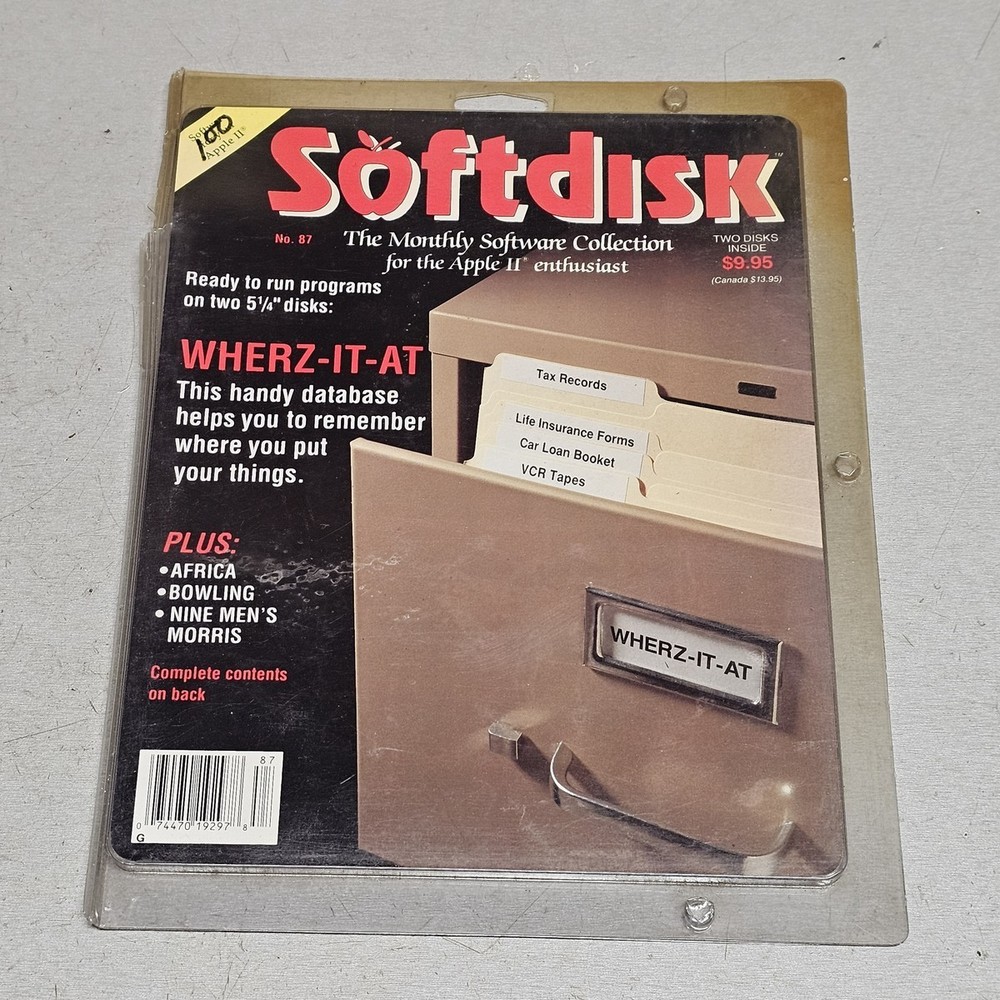 100
Apple II®
Softdisk™
No. 87
The Monthly Software Collection
for the Apple II® enthusiast
TWO DISKS
INSIDE
$9.95
(Canada $13.95)
Ready to run programs
on two 5¼" disks:
WHERZ-IT-AT
This handy database
helps you to remember
where you put
your things.
PLUS:
•AFRICA
•BOWLING
• NINE MEN'S
MORRIS
Complete contents
on back
Tax Records
Life Insurance Forms
Car Loan Booket
VCR Tapes
WHERZ-IT-AT
87
0 74470 19297 8
G